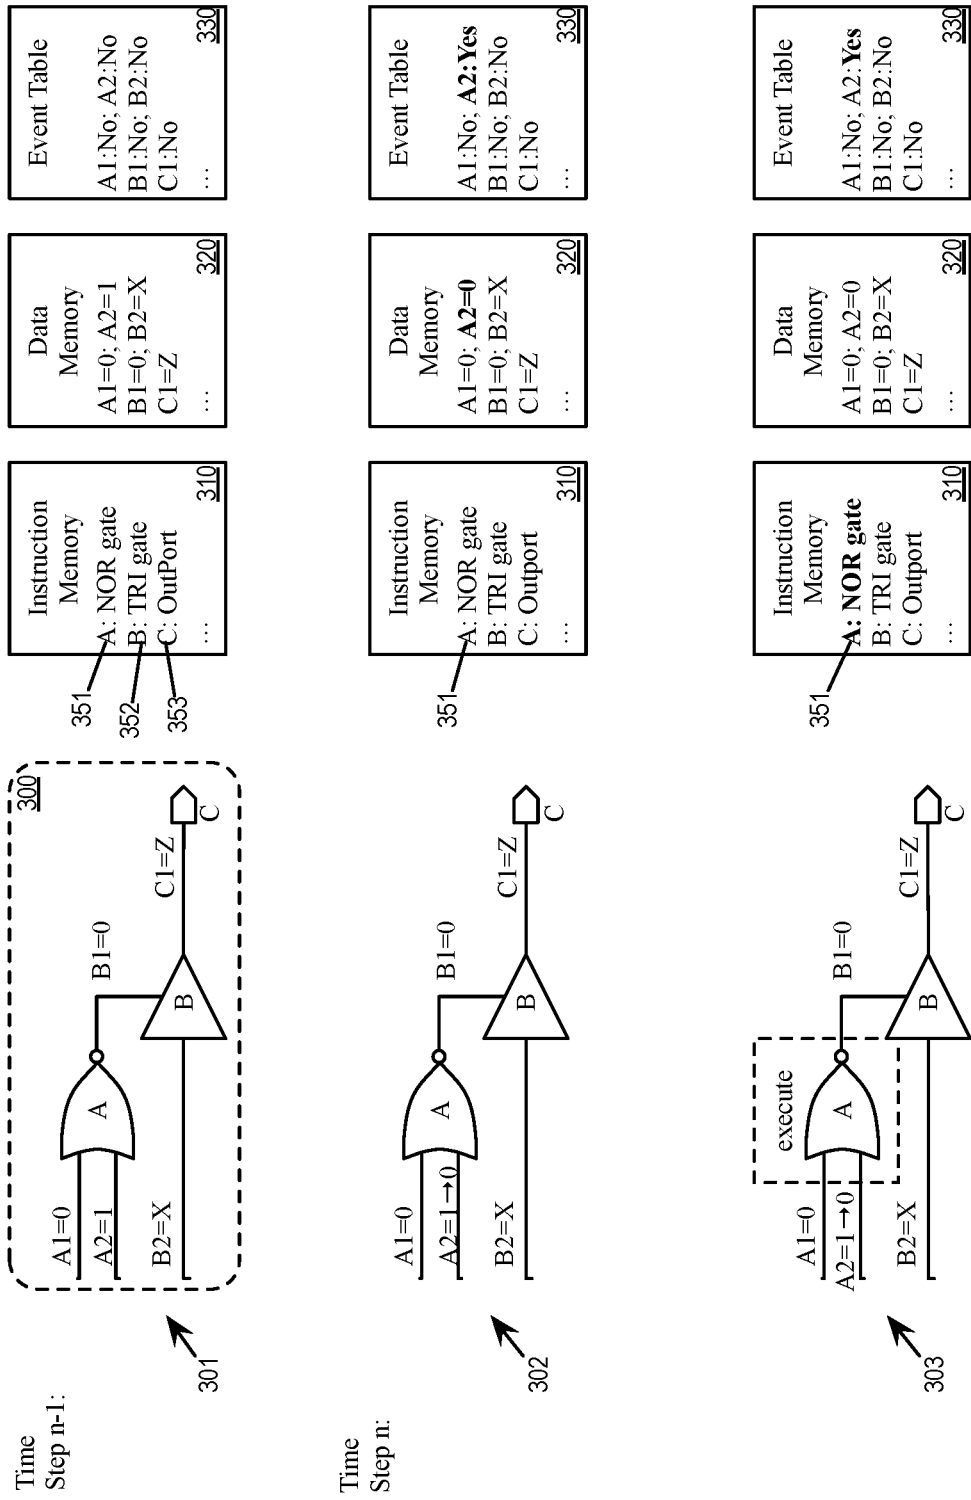 Time
Step n-1:
301
300
A1=0
A2=1
B2=X
A
B1=0
B
C1=Z
C
351
352
353
Instruction
Memory
A: NOR gate
B: TRI gate
C: OutPort
...
310
Data
Memory
A1=0; A2=1
B1=0; B2=X
C1=Z
...
320
Event Table
A1:No; A2:No
B1:No; B2:No
C1:No
...
330
Time
Step n:
302
A1=0
A2=1→0
B2=X
A
B1=0
B
C1=Z
C
351
Instruction
Memory
A: NOR gate
B: TRI gate
C: Outport
...
310
Data
Memory
A1=0; A2=0
B1=0; B2=X
C1=Z
...
320
Event Table
A1:No; A2:Yes
B1:No; B2:No
C1:No
...
330
303
execute
A1=0
A2=1→0
B2=X
A
B1=0
B
C1=Z
C
351
Instruction
Memory
A: NOR gate
B: TRI gate
C: Outport
...
310
Data
Memory
A1=0; A2=0
B1=0; B2=X
C1=Z
...
320
Event Table
A1:No; A2:Yes
B1:No; B2:No
C1:No
...
330